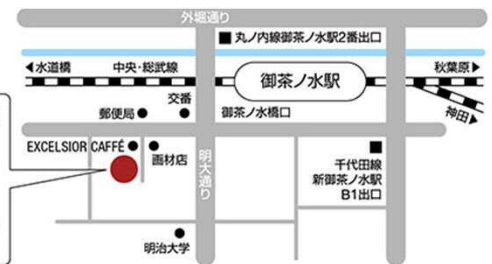 外堀通り
丸ノ内線御茶ノ水駅2番出口
水道橋
中央・総武線
御茶ノ水駅
秋葉原
神田
交番
郵便局
御茶ノ水橋口
EXCELSIOR CAFFÉ
画材店
明大通り
千代田線
新御茶ノ水駅
B1出口
明治大学